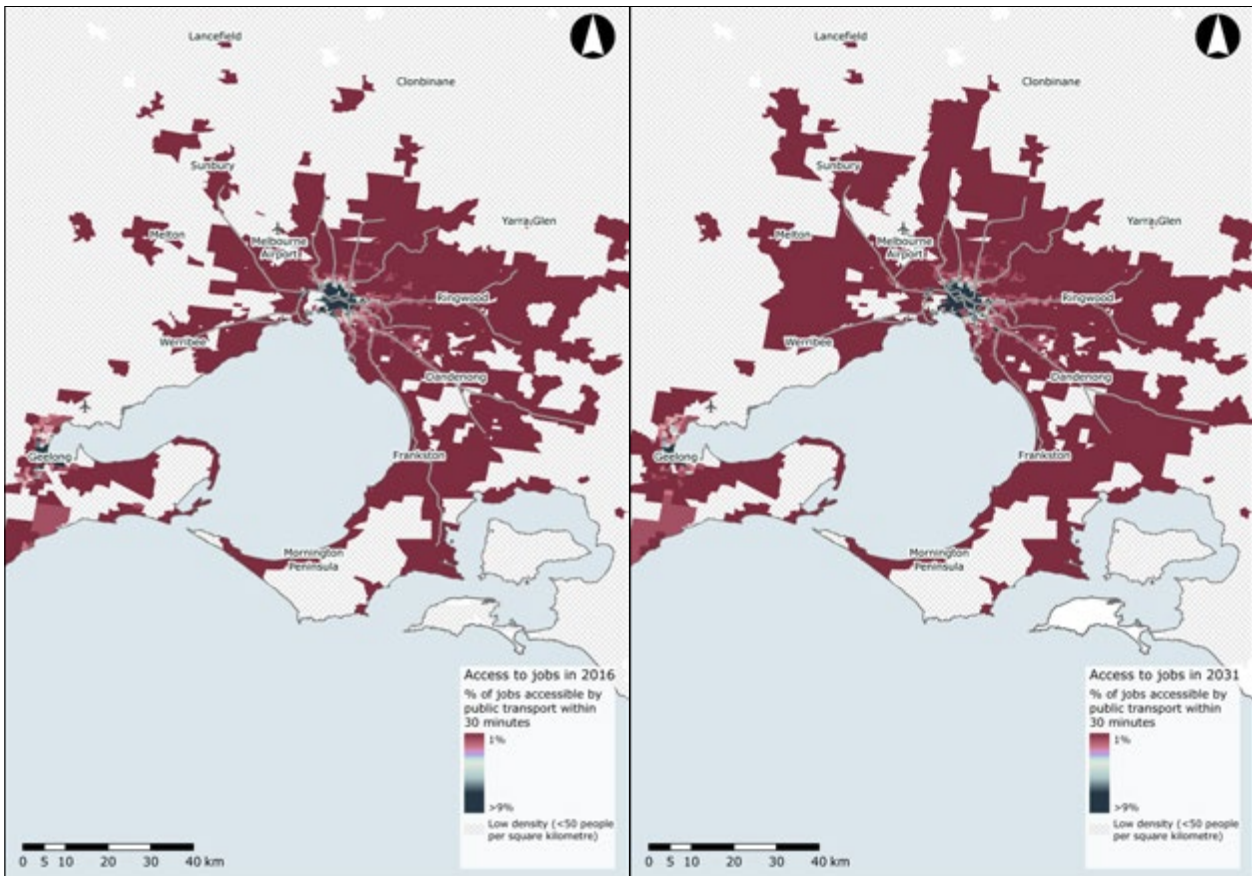 Lancefield
Clonbinane
Sunbury
Yarra Glen
Melton
Melbourne
Airport
Ringwood
Werribee
Dandenong
Geelong
Frankston
Mornington
Peninsula
Access to jobs in 2016
% of jobs accessible by
public transport within
30 minutes
1%
>9%
Low density (<50 people
per square kilometre)
0 5 10 20 30 40 km
Lancefield
Clonbinane
Sunbury
Yarra Glen
Melton
Melbourne
Airport
Ringwood
Werribee
Dandenong
Geelong
Frankston
Mornington
Peninsula
Access to jobs in 2031
% of jobs accessible by
public transport within
30 minutes
1%
>9%
Low density (<50 people
per square kilometre)
0 5 10 20 30 40 km